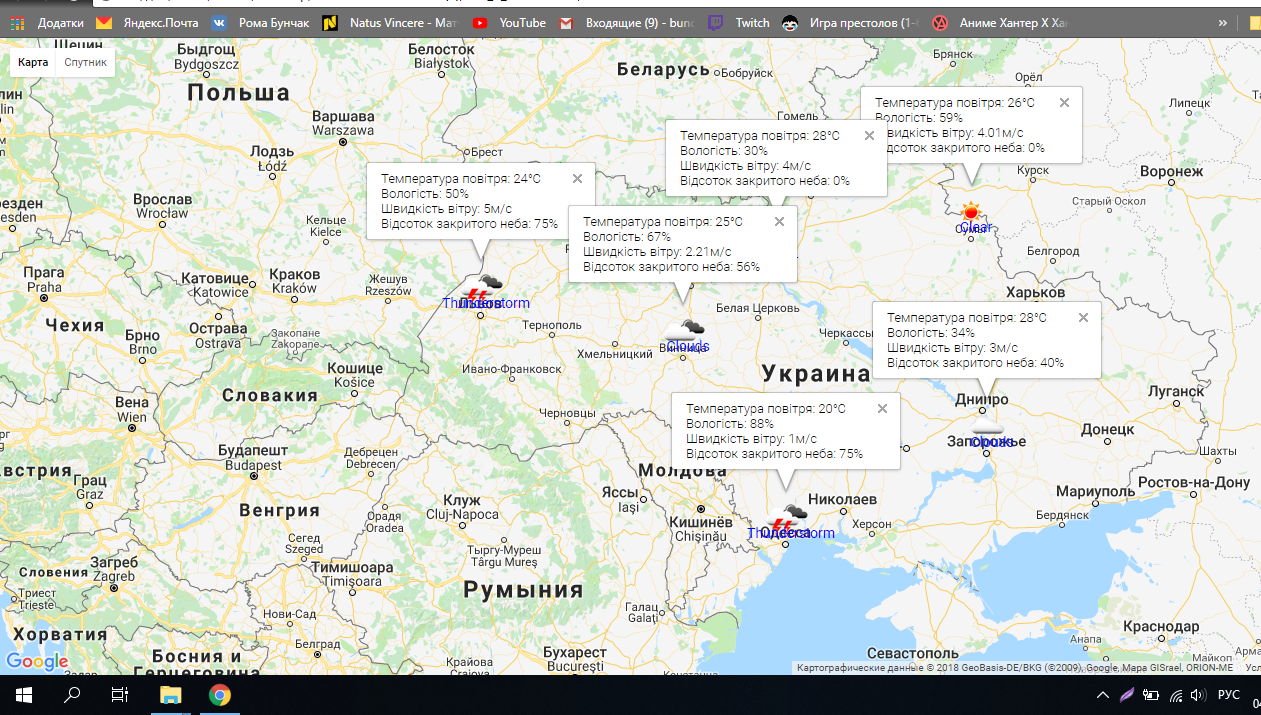 Додатки
Яндекс.Почта
Рома Бунчак
Natus Vincere - Мат
YouTube
Входящие (9) - bunc
Twitch
Игра престолов (1-
Аниме Хантер Х Ха
»
Карта
Спутник
Щецин
Быдгощ
Bydgoszcz
Белосток
Białystok
Беларусь
Бобруйск
Брянск
Орёл
Липецк
Польша
Варшава
Warszawa
Гомель
Брест
Лодзь
Łódź
Курск
Воронеж
Старый Оскол
Вроцлав
Wrocław
Кельце
Kielce
Температура повітря: 26°C
Вологість: 59%
Швидкість вітру: 4.01м/с
Відсоток закритого неба: 0%
Температура повітря: 28°C
Вологість: 30%
Швидкість вітру: 4м/с
Відсоток закритого неба: 0%
Температура повітря: 24°C
Вологість: 50%
Швидкість вітру: 5м/с
Відсоток закритого неба: 75%
Температура повітря: 25°C
Вологість: 67%
Швидкість вітру: 2.21м/с
Відсоток закритого неба: 56%
Сумы
Clear
Белгород
Прага
Praha
Катовице
Katowice
Краков
Kraków
Жешув
Rzeszów
Thunderstorm
Львов
Харьков
Чехия
Брно
Brno
Острава
Ostrava
Закопане
Zakopane
Тернополь
Хмельницкий
Винница
Clouds
Белая Церковь
Черкассы
Температура повітря: 28°C
Вологість: 34%
Швидкість вітру: 3м/с
Відсоток закритого неба: 40%
Кошице
Košice
Ивано-Франковск
Украина
Словакия
Вена
Wien
Черновцы
Днипро
Луганск
Температура повітря: 20°C
Вологість: 88%
Швидкість вітру: 1м/с
Відсоток закритого неба: 75%
Запорожье
Clouds
Донецк
Шахты
Будапешт
Budapest
Дебрецен
Debrecen
Австрия
Грац
Graz
Молдова
Яссы
Iași
Клуж
Cluj-Napoca
Венгрия
Орадя
Oradea
Кишинёв
Chișinău
Николаев
Херсон
Одесса
Thunderstorm
Мариуполь
Бердянск
Ростов-на-Дону
Сегед
Szeged
Тыргу-Муреш
Târgu Mureș
Словения
Загреб
Zagreb
Тимишоара
Timișoara
Румыния
Триест
Trieste
Нови-Сад
Галац
Galați
Хорватия
Белград
Краснодар
Анапа
Майкоп
Севастополь
Google
Босния и
Герцеговина
Крайова
Craiova
Бухарест
București
Констанца
Картографические данные © 2018 GeoBasis-DE/BKG (©2009), Google, Mapa GISrael, ORION-ME
РУС